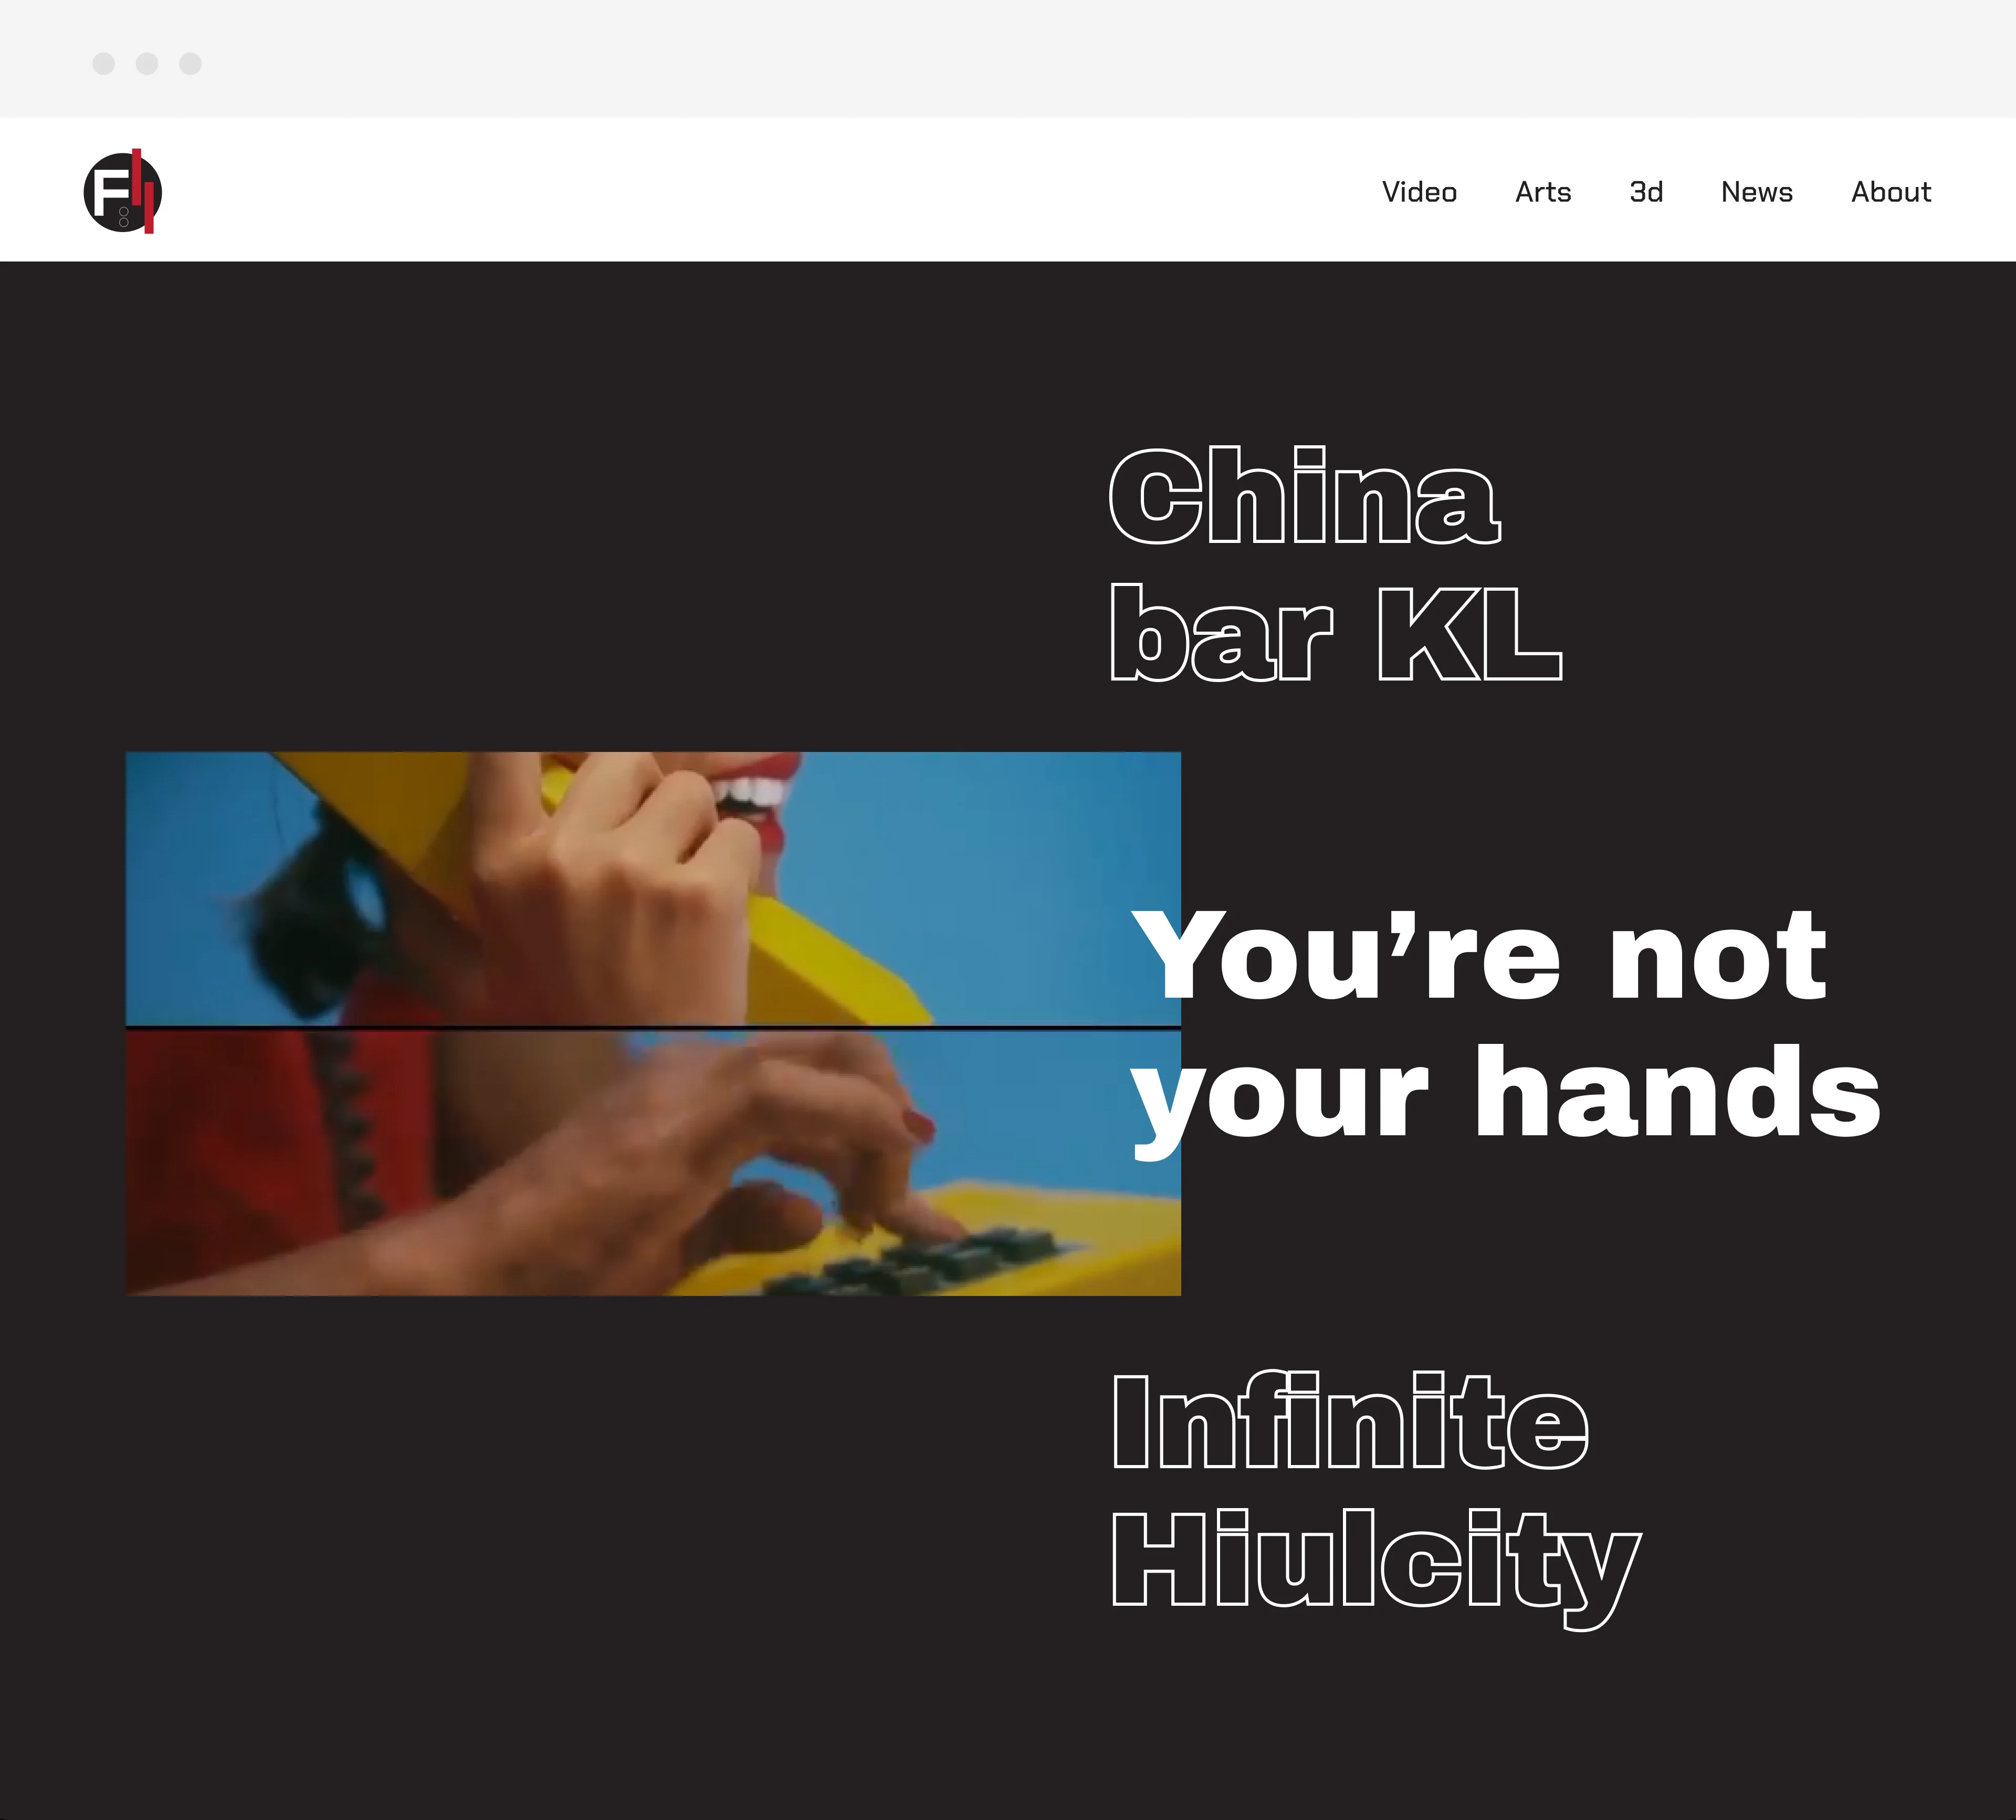 F
Video Arts 3d News About
China
bar KL
You’re not
your hands
Infinite
Hiulcity